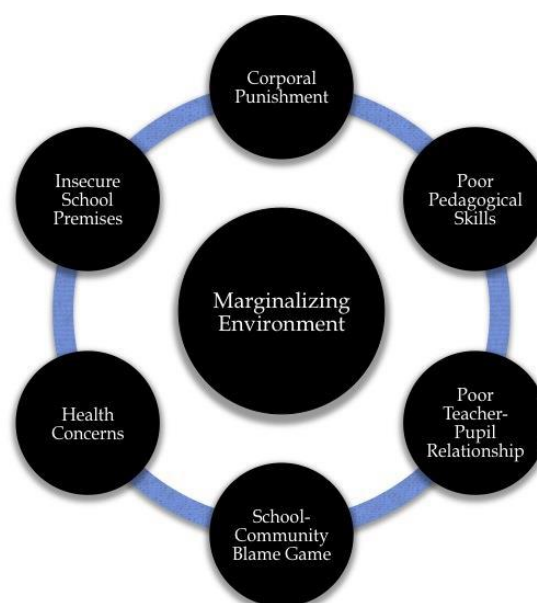 Corporal
Punishment
Poor
Pedagogical
Skills
Poor
Teacher-
Pupil
Relationship
School-
Community
Blame Game
Health
Concerns
Insecure
School
Premises
Marginalizing
Environment